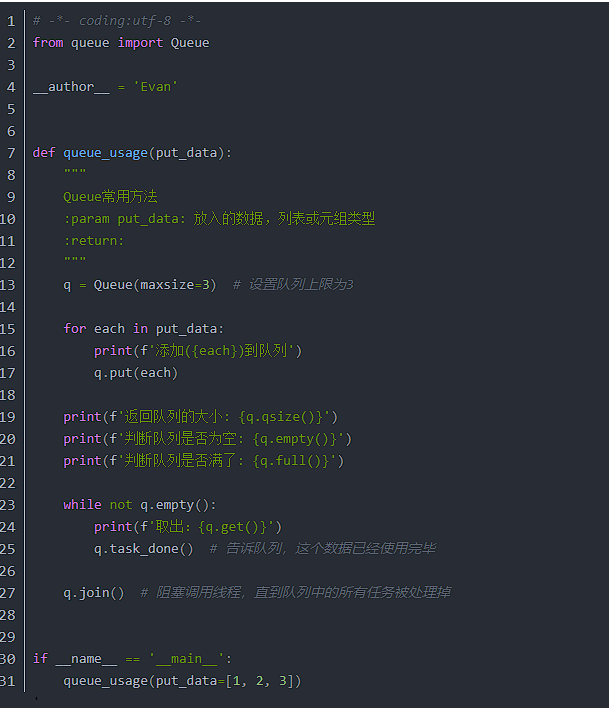 1 # -*- coding:utf-8 -*-
2 from queue import Queue
3
4 __author__ = 'Evan'
5
6
7 def queue_usage(put_data):
8     """
9     Queue常用方法
10     :param put_data: 放入的数据，列表或元组类型
11     :return:
12     """
13     q = Queue(maxsize=3)  # 设置队列上限为3
14
15     for each in put_data:
16         print(f'添加({each})到队列')
17         q.put(each)
18
19     print(f'返回队列的大小: {q.qsize()}')
20     print(f'判断队列是否为空: {q.empty()}')
21     print(f'判断队列是否满了: {q.full()}')
22
23     while not q.empty():
24         print(f'取出: {q.get()}')
25         q.task_done()  # 告诉队列，这个数据已经使用完毕
26
27     q.join()  # 阻塞调用线程，直到队列中的所有任务被处理掉
28
29
30 if __name__ == '__main__':
31     queue_usage(put_data=[1, 2, 3])